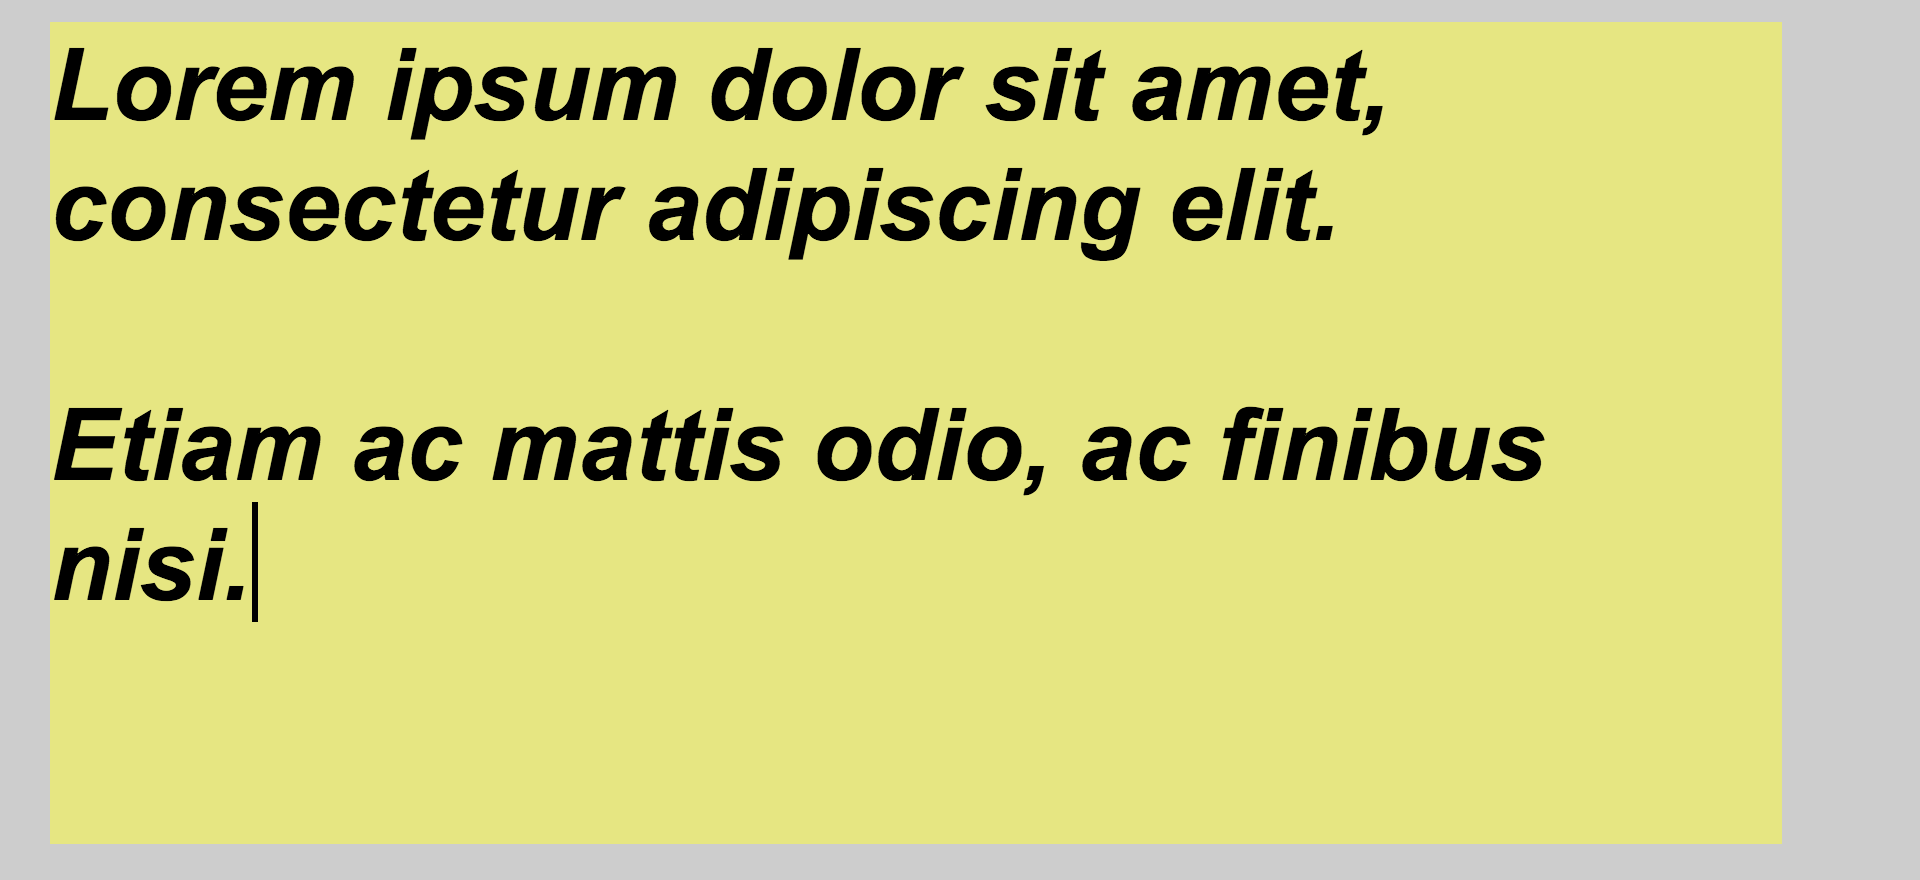 Lorem ipsum dolor sit amet,
consectetur adipiscing elit.

Etiam ac mattis odio, ac finibus
nisi.